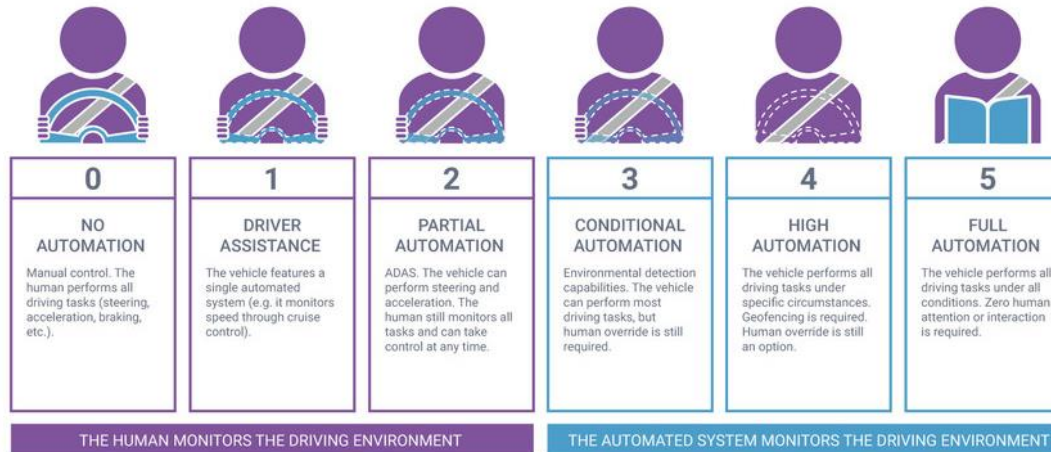 0
NO
AUTOMATION
Manual control. The
human performs all
driving tasks (steering,
acceleration, braking,
etc.).
1
DRIVER
ASSISTANCE
The vehicle features a
single automated
system (e.g. it monitors
speed through cruise
control).
2
PARTIAL
AUTOMATION
ADAS. The vehicle can
perform steering and
acceleration. The
human still monitors all
tasks and can take
control at any time.
3
CONDITIONAL
AUTOMATION
Environmental detection
capabilities. The vehicle
can perform most
driving tasks, but
human override is still
required.
4
HIGH
AUTOMATION
The vehicle performs all
driving tasks under
specific circumstances.
Geofencing is required.
Human override is still
an option.
5
FULL
AUTOMATION
The vehicle performs all
driving tasks under all
conditions. Zero human
attention or interaction
is required.
THE HUMAN MONITORS THE DRIVING ENVIRONMENT
THE AUTOMATED SYSTEM MONITORS THE DRIVING ENVIRONMENT